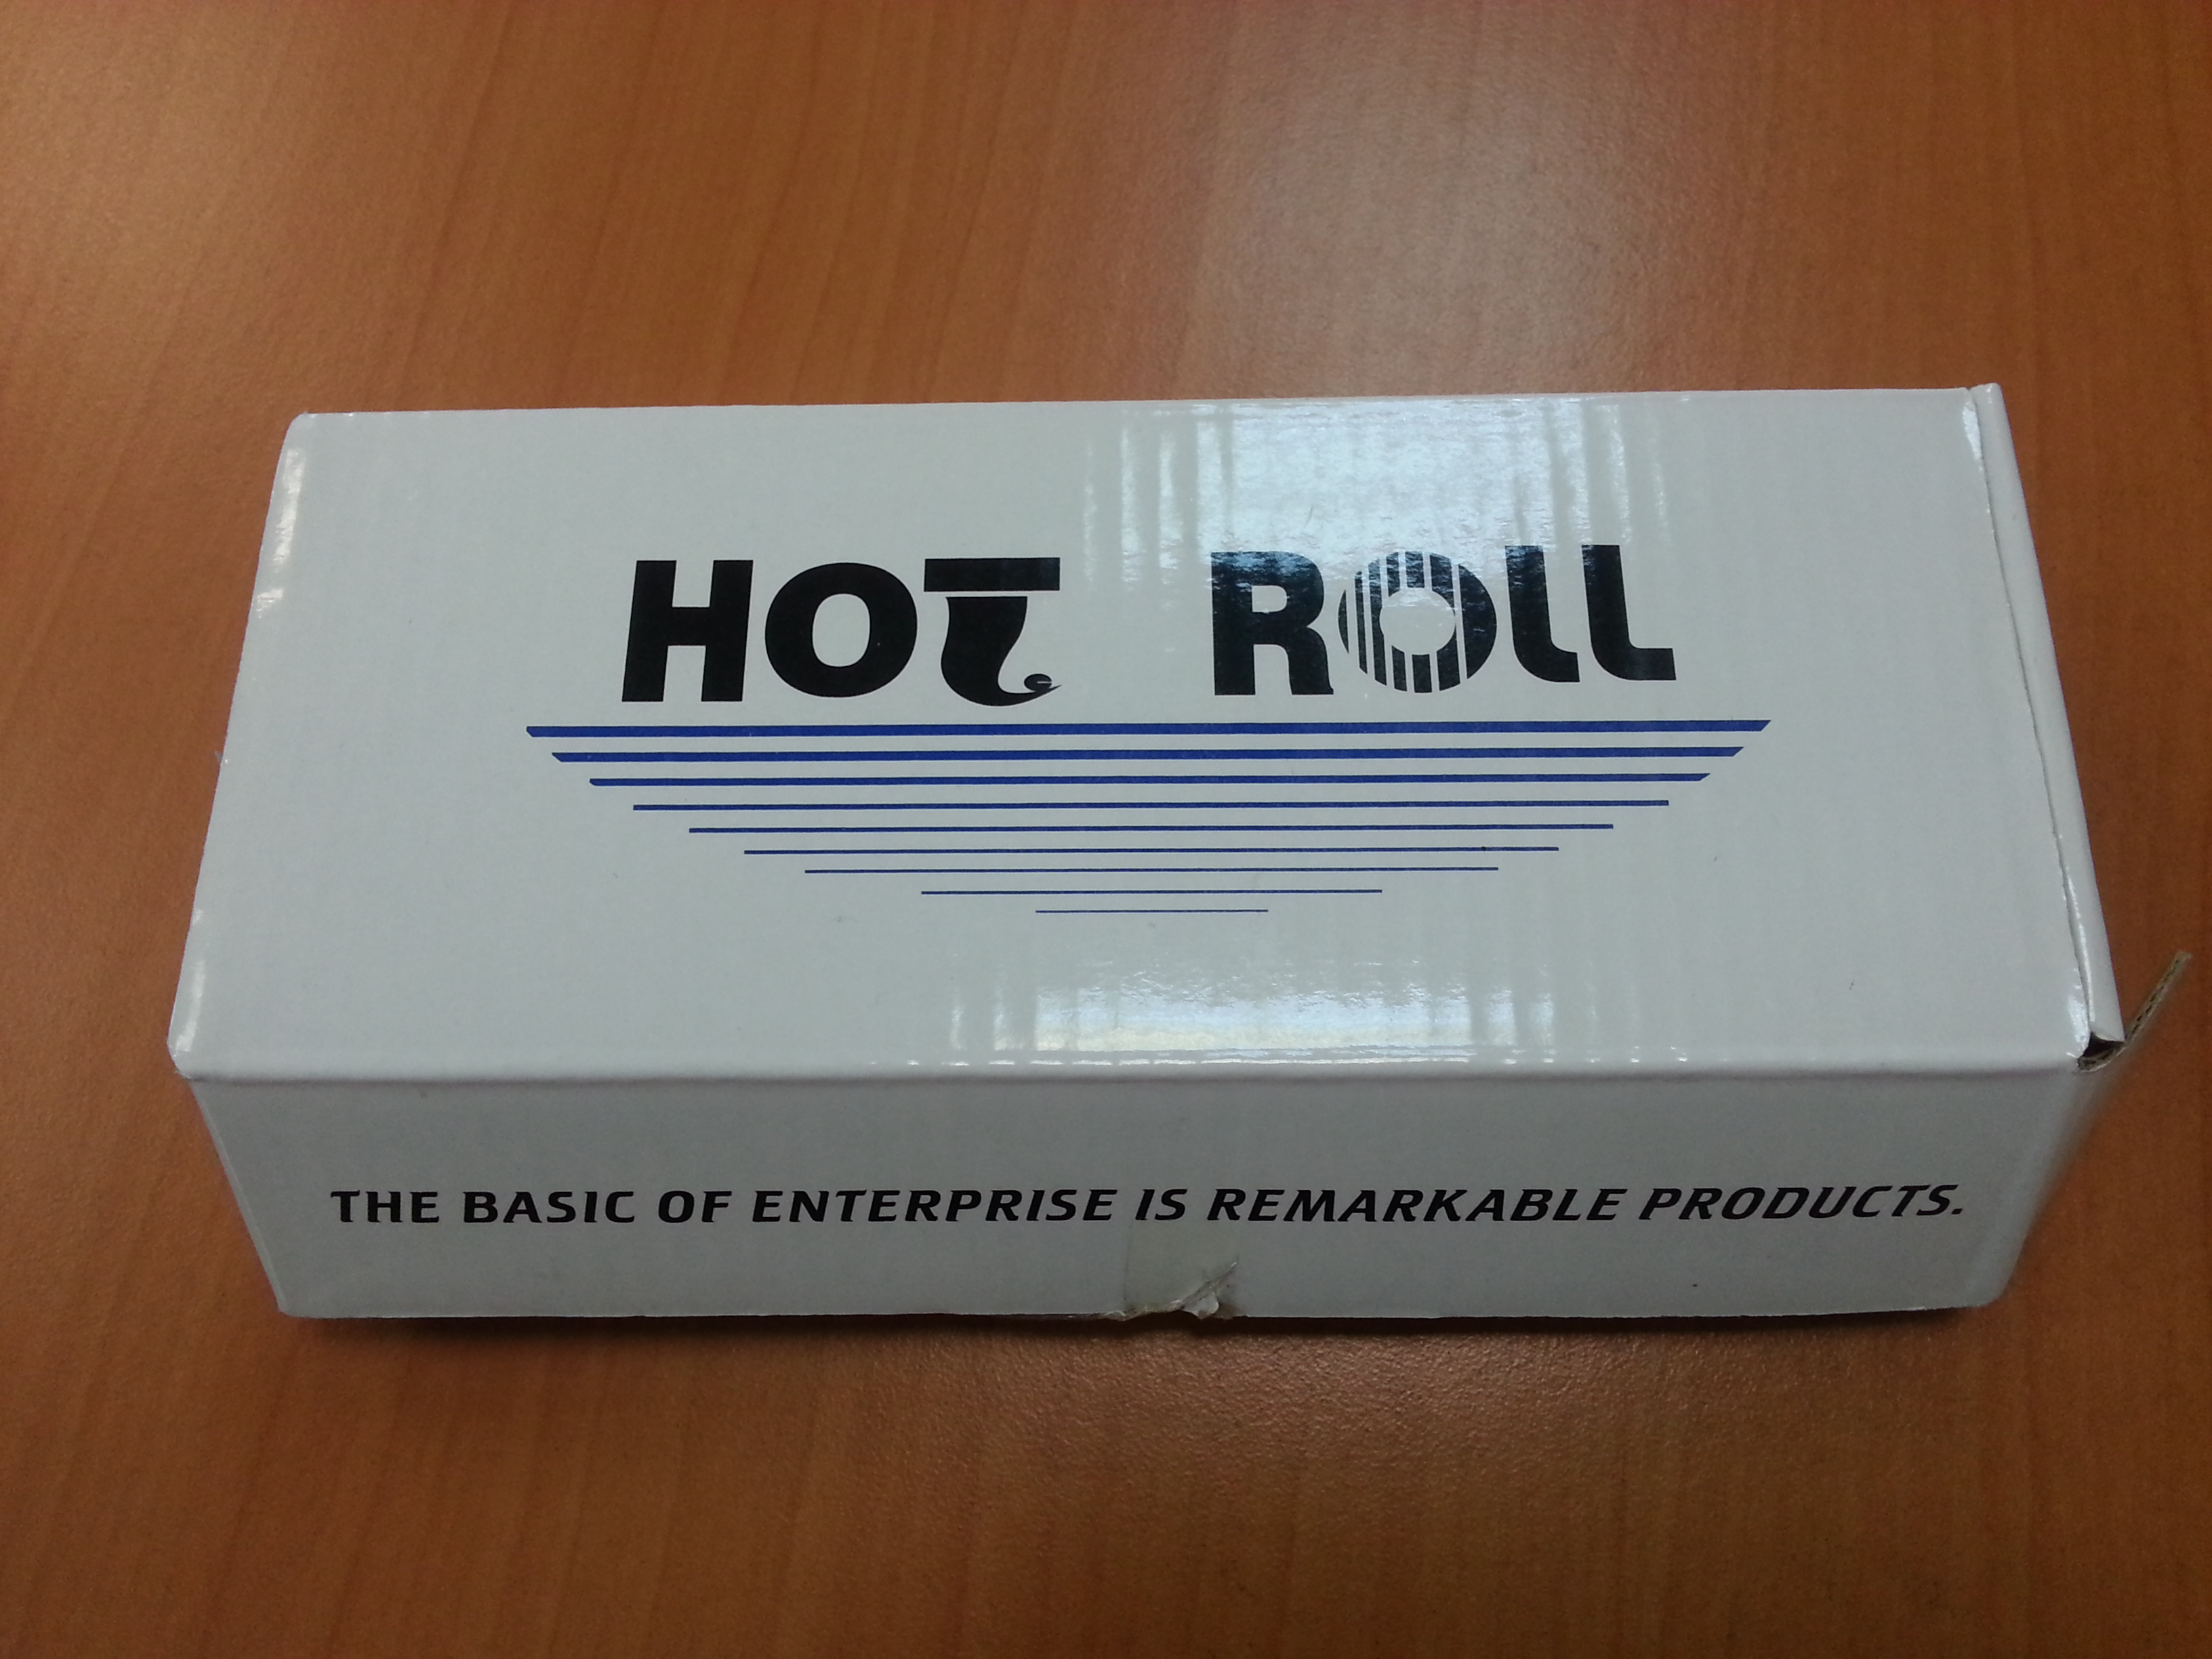 HOT ROLL
THE BASIC OF ENTERPRISE IS REMARKABLE PRODUCTS.